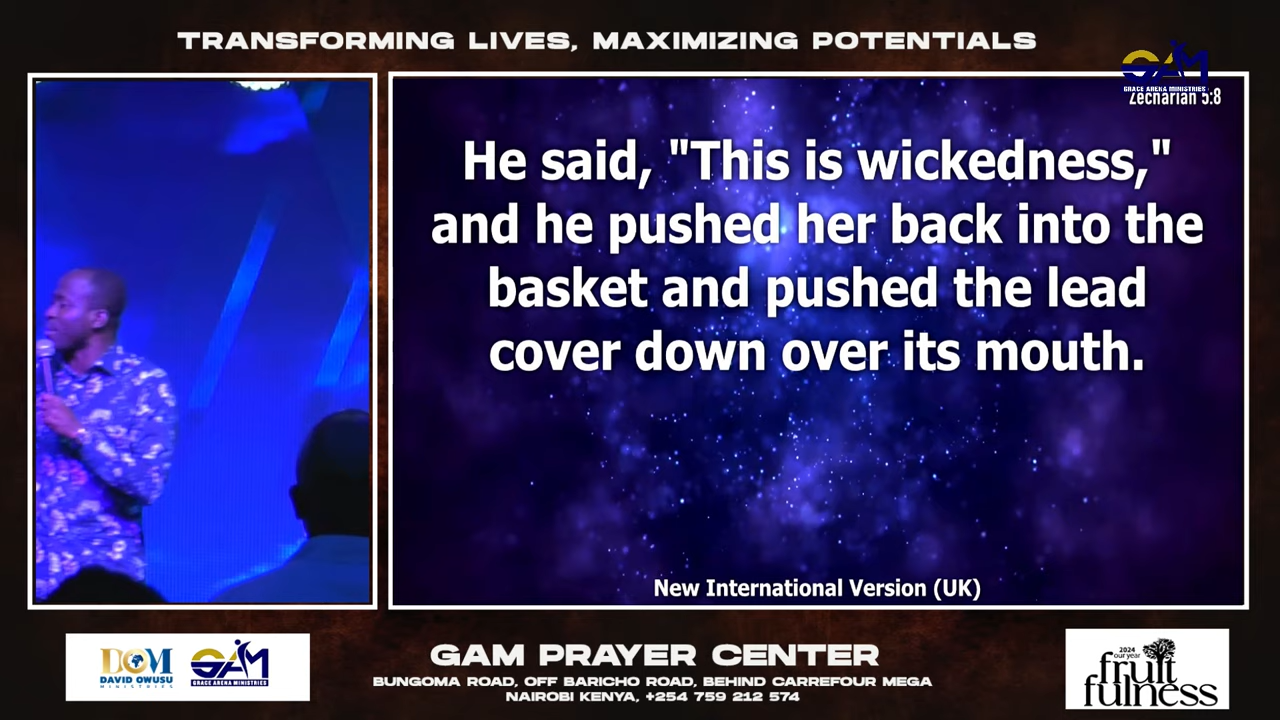 TRANSFORMING LIVES, MAXIMIZING POTENTIALS
GAM
GRACE ARENA MINISTRIES
Zechariah 5:8
He said, "This is wickedness,"
and he pushed her back into the
basket and pushed the lead
cover down over its mouth.
New International Version (UK)
DOM
DAVID OWUSU
MINISTRIES
GAM
GRACE ARENA MINISTRIES
GAM PRAYER CENTER
BUNGOMA ROAD, OFF BARICHO ROAD, BEHIND CARREFOUR MEGA
NAIROBI KENYA, +254 759 212 574
2024
our year
fruit
fulness